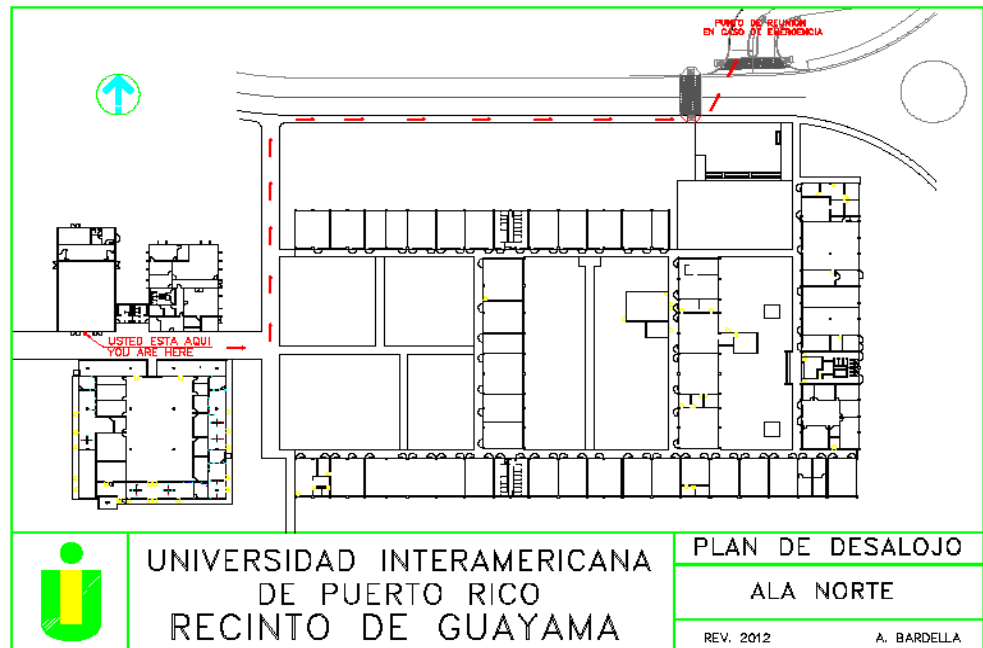 PUNTO DE REUNION
EN CASO DE EMERGENCIA
USTED ESTA AQUI
YOU ARE HERE
UNIVERSIDAD INTERAMERICANA
DE PUERTO RICO
RECINTO DE GUAYAMA
PLAN DE DESALOJO
ALA NORTE
REV. 2012 A. BARDELLA